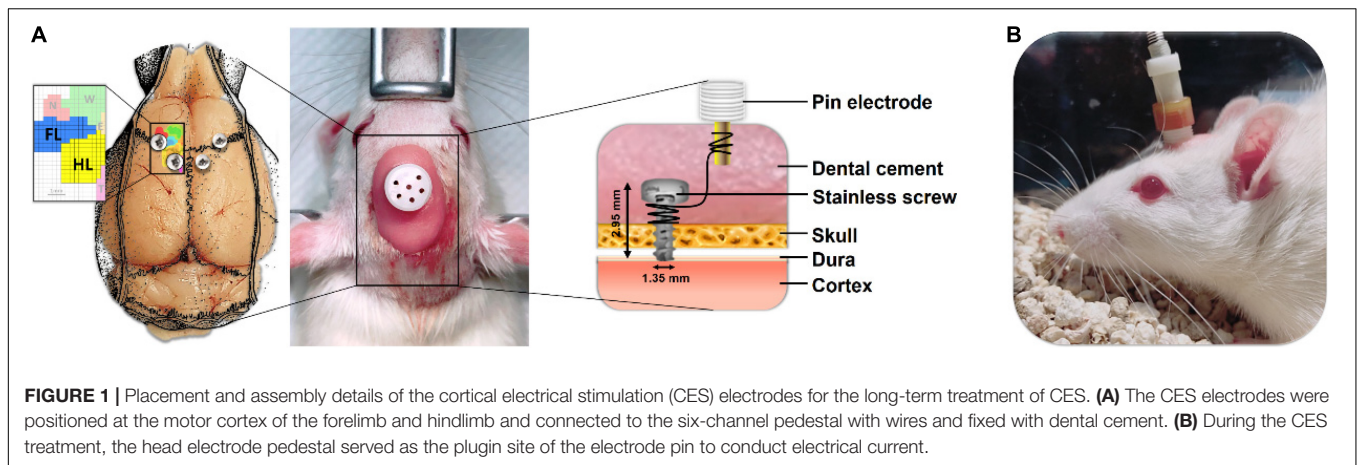 A
N
W
FL
E
HL
T
1 mm
2.95 mm
1.35 mm
Pin electrode
Dental cement
Stainless screw
Skull
Dura
Cortex
B
FIGURE 1 | Placement and assembly details of the cortical electrical stimulation (CES) electrodes for the long-term treatment of CES. (A) The CES electrodes were
positioned at the motor cortex of the forelimb and hindlimb and connected to the six-channel pedestal with wires and fixed with dental cement. (B) During the CES
treatment, the head electrode pedestal served as the plugin site of the electrode pin to conduct electrical current.